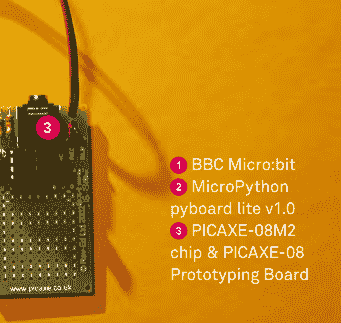 3
1 BBC Micro:bit
2 MicroPython
pyboard lite v1.0
3 PICAXE-08M2
chip & PICAXE-08
Prototyping Board
www.picaxe.co.uk